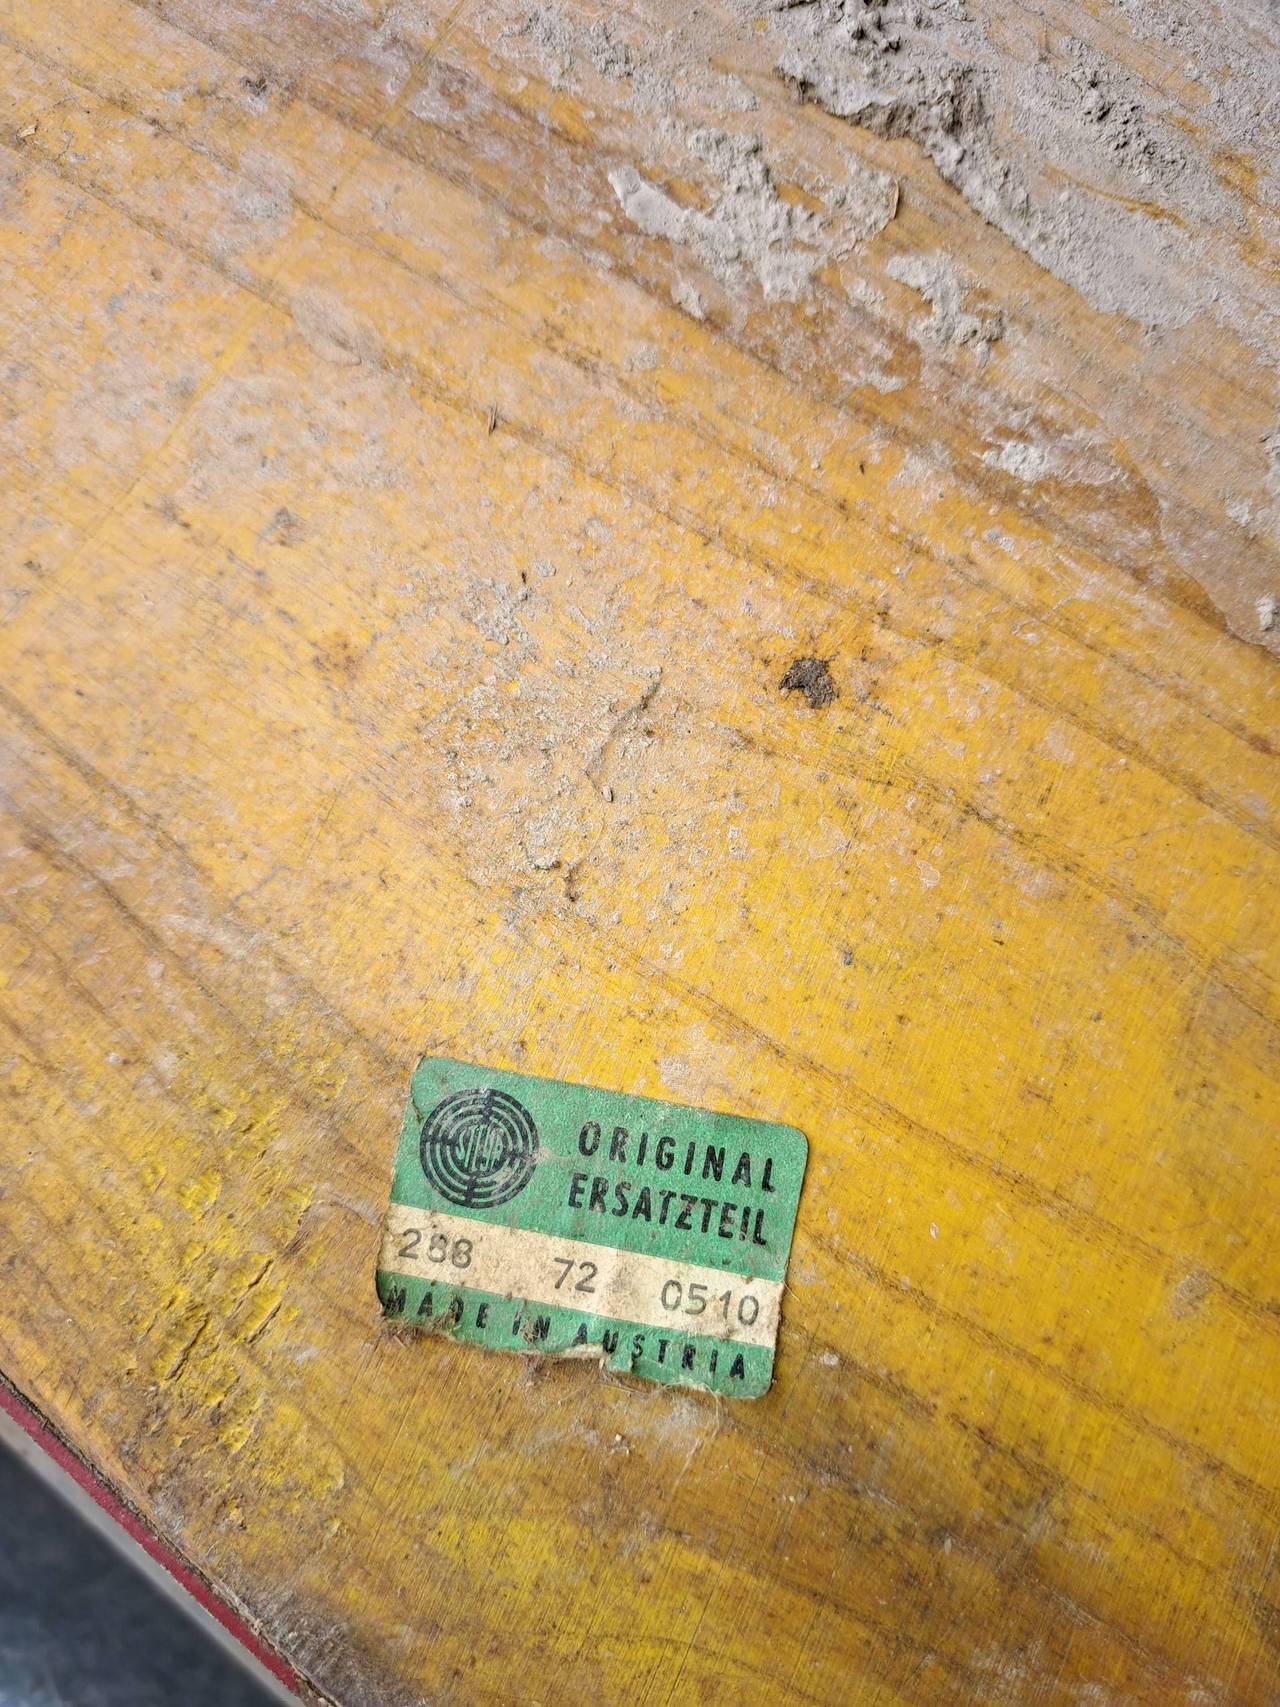 STEYR
ORIGINAL
ERSATZTEIL
288 72 0510
MADE IN AUSTRIA